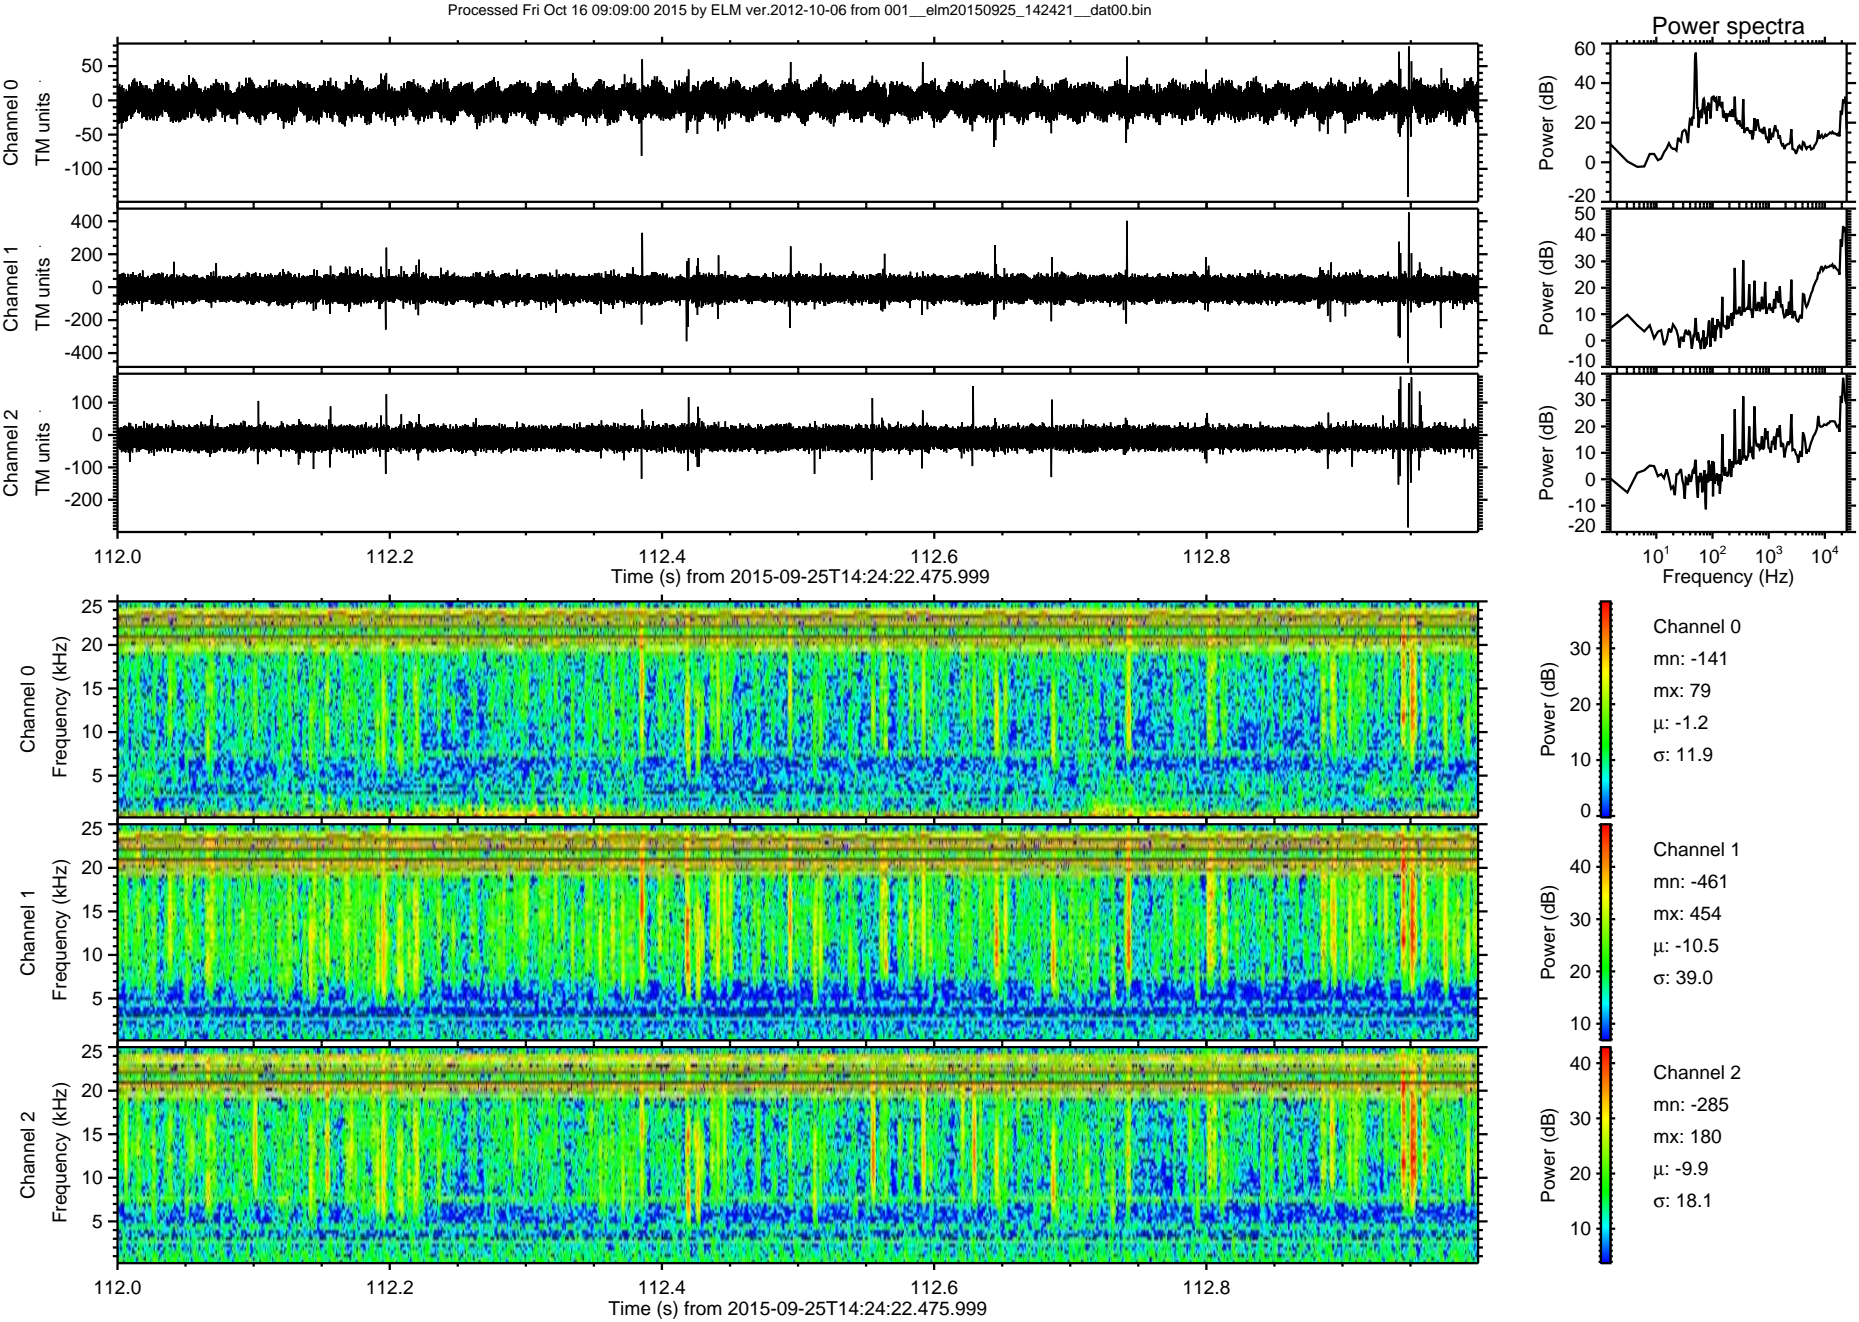 Processed Fri Oct 16 09:09:00 2015 by ELM ver.2012-10-06 from 001__elm20150925_142421__dat00.bin
Power spectra
Channel 0
TM units
50
0
-50
-100
Power (dB)
60
40
20
0
-20
Channel 1
TM units
400
200
0
-200
-400
Power (dB)
50
40
30
20
10
0
-10
Channel 2
TM units
100
0
-100
-200
Power (dB)
40
30
20
10
0
-10
-20
112.0 112.2 112.4 112.6 112.8
Time (s) from 2015-09-25T14:24:22.475.999
10^1 10^2 10^3 10^4
Frequency (Hz)
Channel 0
Frequency (kHz)
25
20
15
10
5
Power (dB)
30
20
10
0
Channel 0
mn: -141
mx: 79
μ: -1.2
σ: 11.9
Channel 1
Frequency (kHz)
25
20
15
10
5
Power (dB)
40
30
20
10
Channel 1
mn: -461
mx: 454
μ: -10.5
σ: 39.0
Channel 2
Frequency (kHz)
25
20
15
10
5
Power (dB)
40
30
20
10
Channel 2
mn: -285
mx: 180
μ: -9.9
σ: 18.1
112.0 112.2 112.4 112.6 112.8
Time (s) from 2015-09-25T14:24:22.475.999